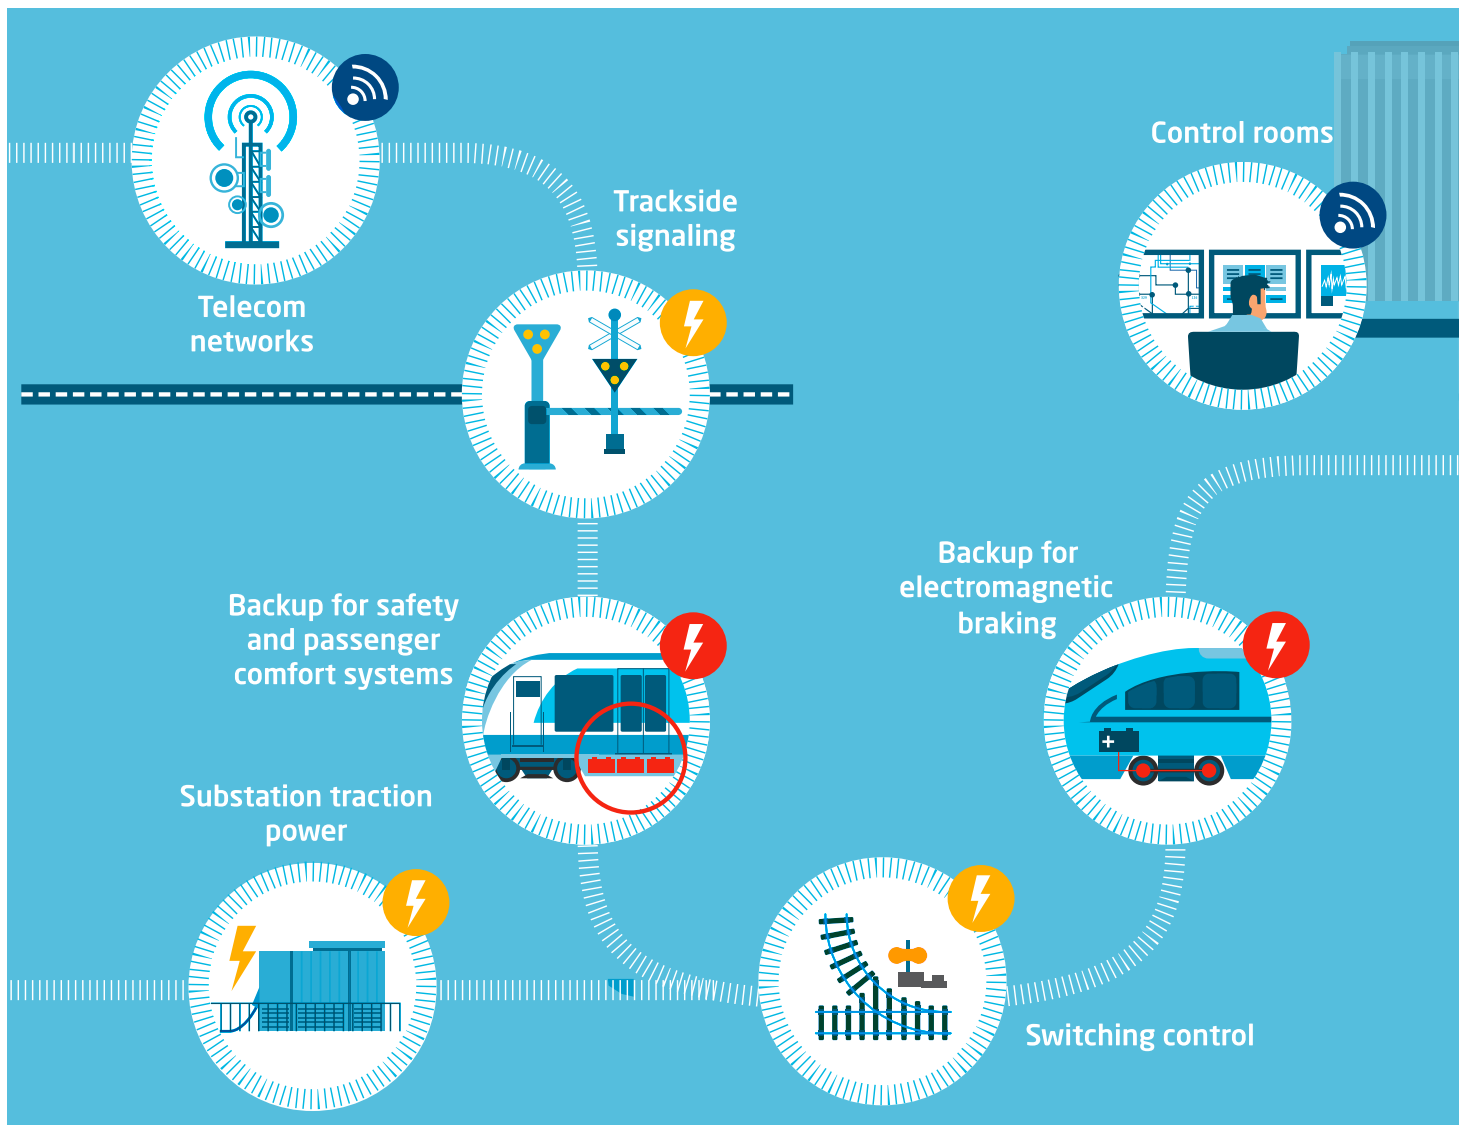 Telecom
networks
Trackside
signaling
Control rooms
Backup for safety
and passenger
comfort systems
Backup for
electromagnetic
braking
Substation traction
power
Switching control